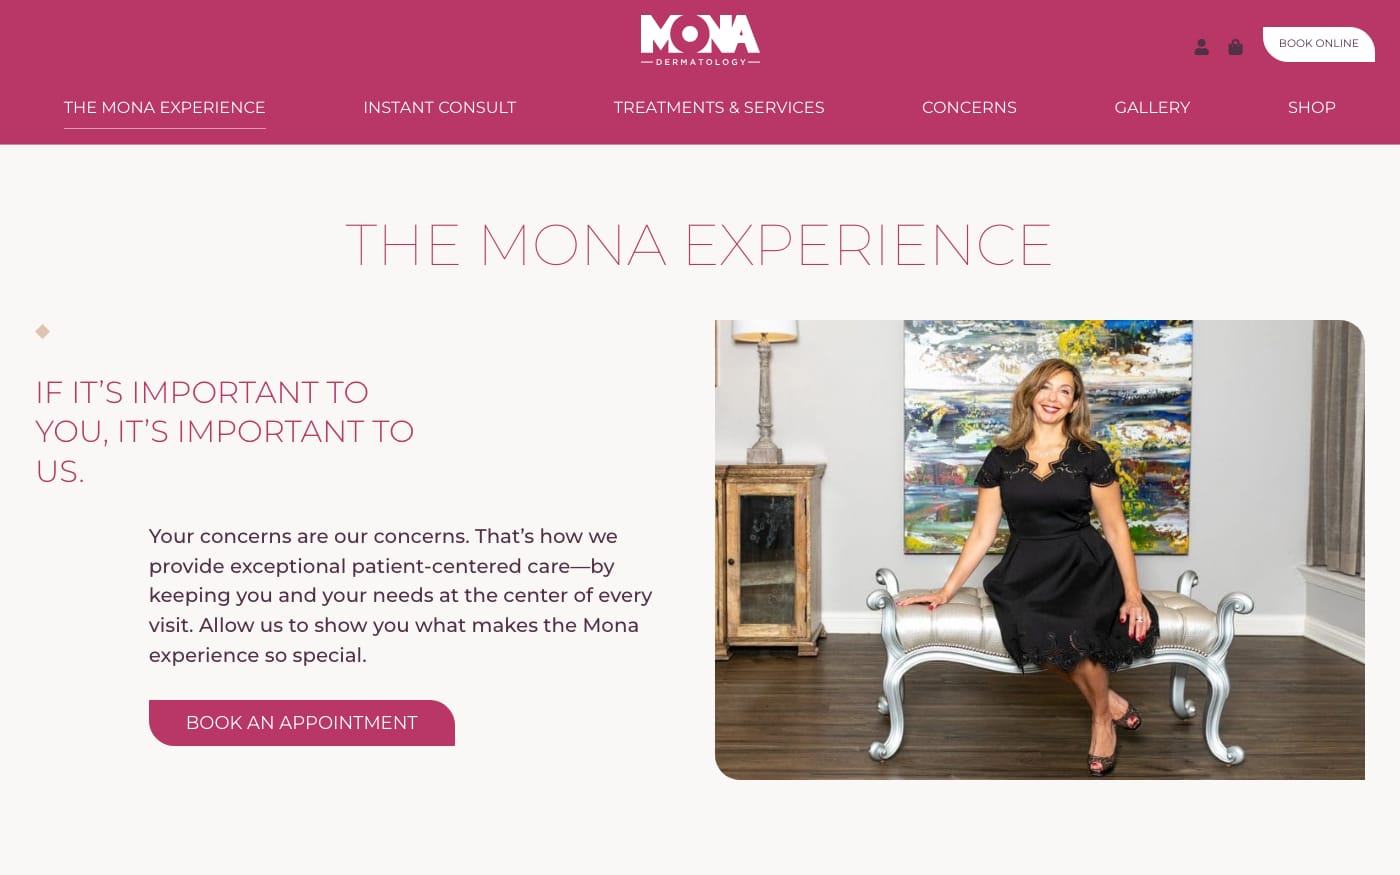 MONA
DERMATOLOGY
BOOK ONLINE
THE MONA EXPERIENCE
INSTANT CONSULT
TREATMENTS & SERVICES
CONCERNS
GALLERY
SHOP
THE MONA EXPERIENCE
IF IT’S IMPORTANT TO
YOU, IT’S IMPORTANT TO
US.
Your concerns are our concerns. That’s how we
provide exceptional patient-centered care—by
keeping you and your needs at the center of every
visit. Allow us to show you what makes the Mona
experience so special.
BOOK AN APPOINTMENT